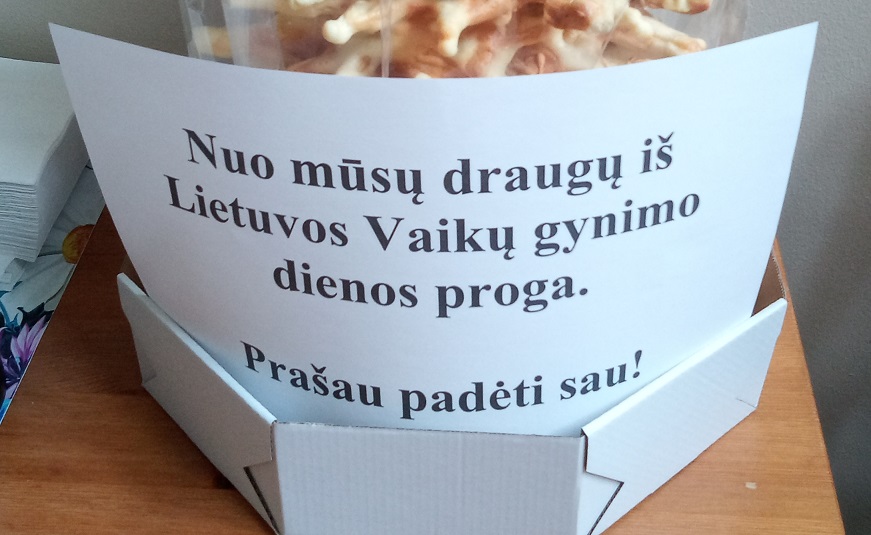 Nuo mūsų draugų iš
Lietuvos Vaikų gynimo
dienos proga.
Prašau padėti sau!